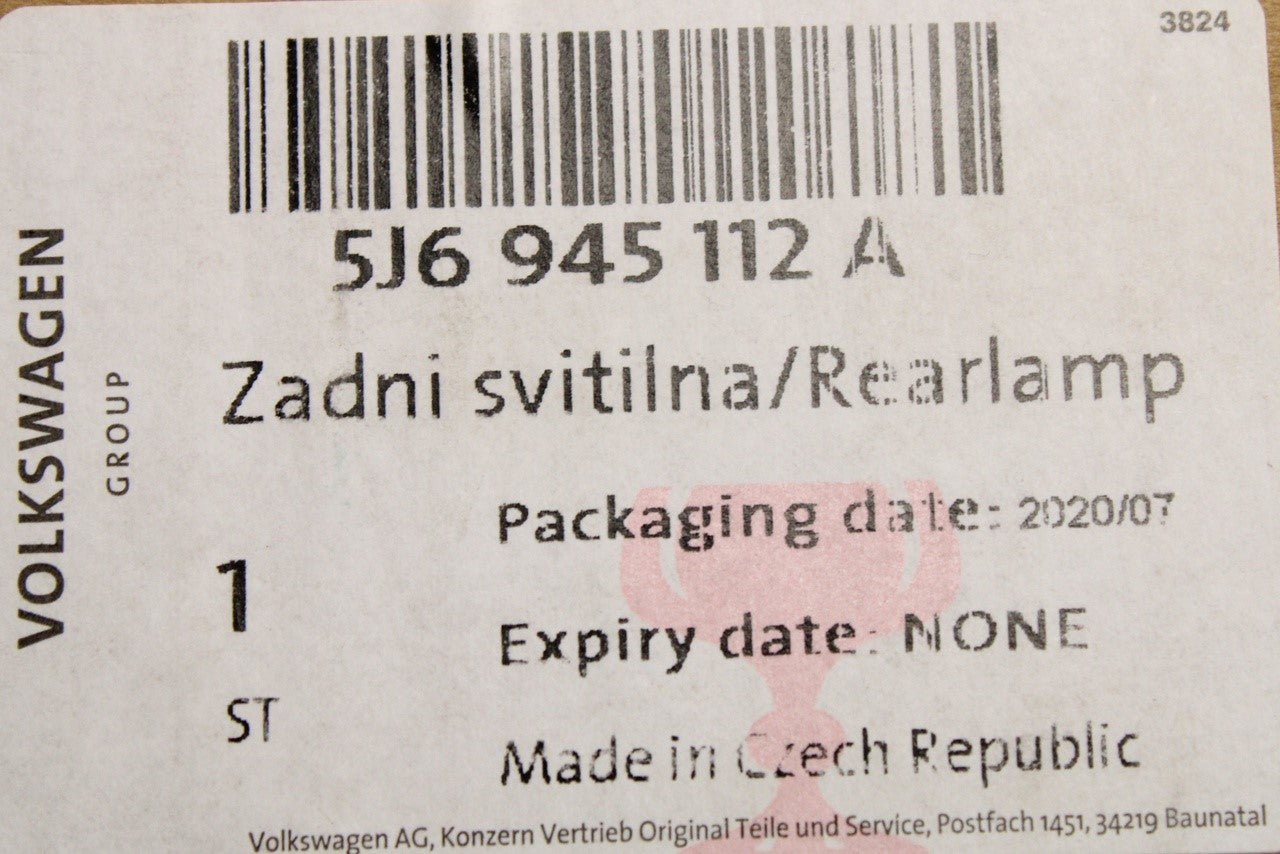 3824
5J6 945 112 A
Zadni svitilna/Rearlamp
VOLKSWAGEN
GROUP
Packaging date: 2020/07
1
Expiry date: NONE
ST
Made in Czech Republic
Volkswagen AG, Konzern Vertrieb Original Teile und Service, Postfach 1451, 34219 Baunatal